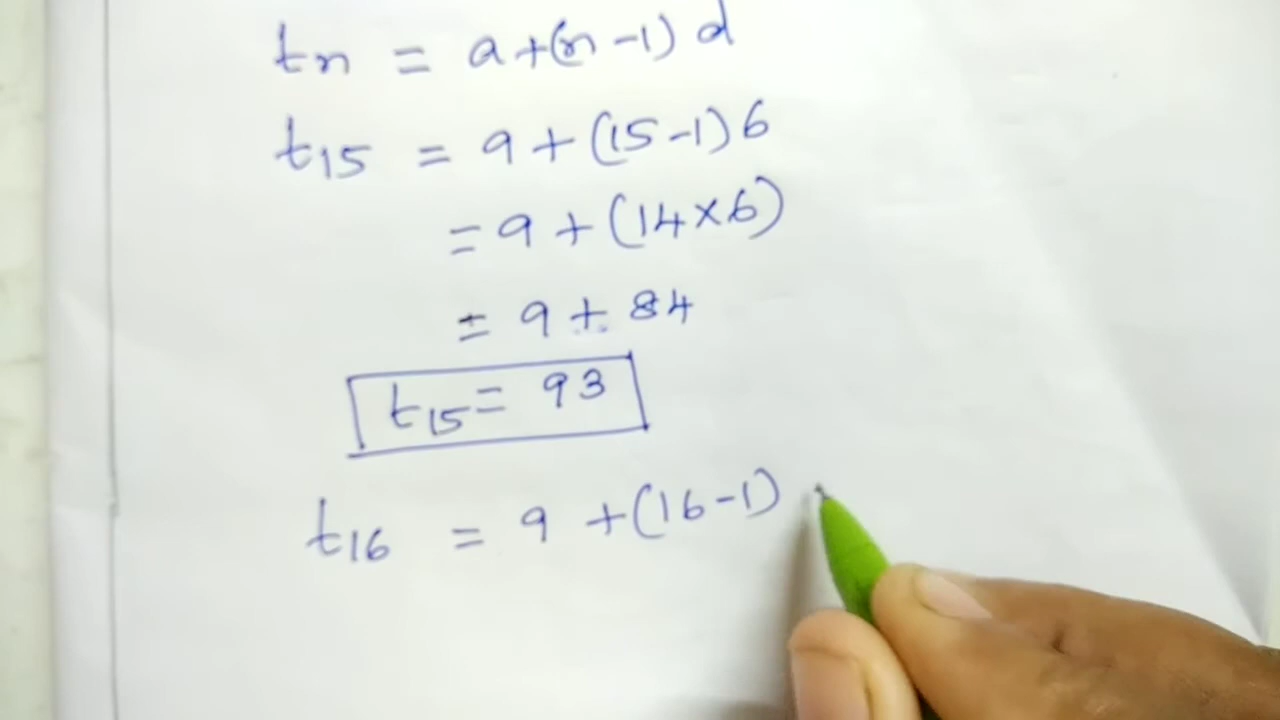 tn = a+(n-1) d
t15 = 9+(15-1)6
= 9+(14×6)
= 9+84
t15= 93
t16 = 9 +(16-1)